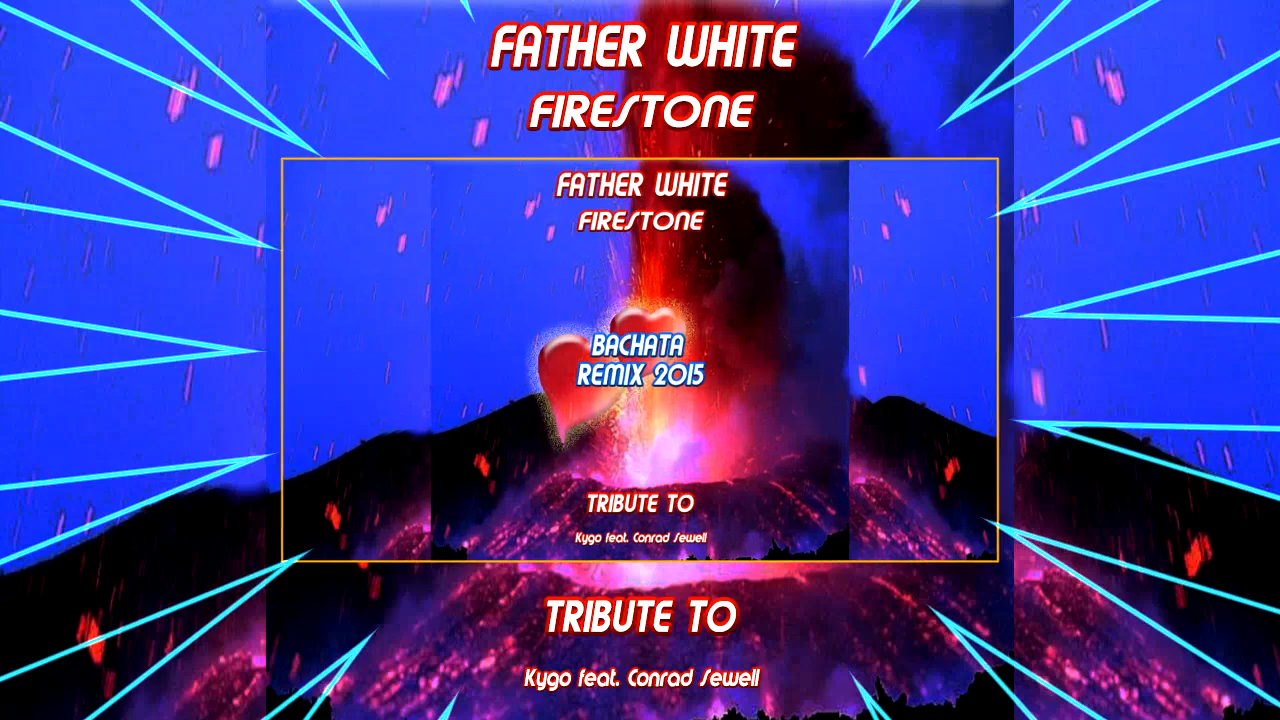 FATHER WHITE
FIRESTONE
FATHER WHITE
FIRESTONE
BACHATA
REMIX 2015
TRIBUTE TO
Kygo feat. Conrad Sewell
TRIBUTE TO
Kygo feat. Conrad Sewell